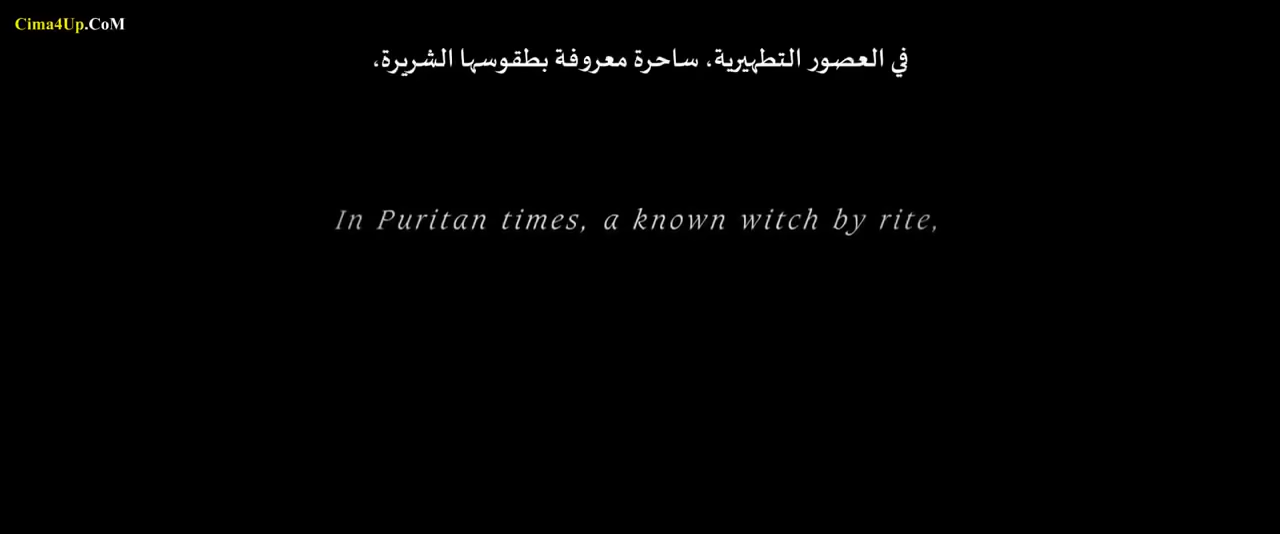 Cima4Up.CoM
في العصور التطهيرية، ساحرة معروفة بطقوسها الشريرة،
In Puritan times, a known witch by rite,